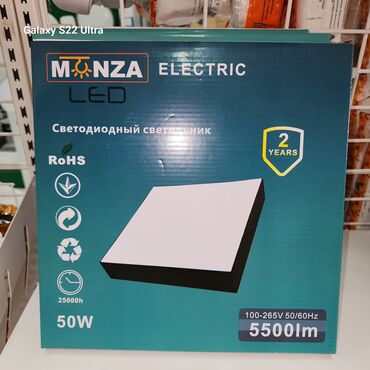 Galaxy S22 Ultra
MONZA ELECTRIC
LED
Светодиодный светильник
2
YEARS
RoHS
25000h
50W
100-265V 50/60Hz
5500lm